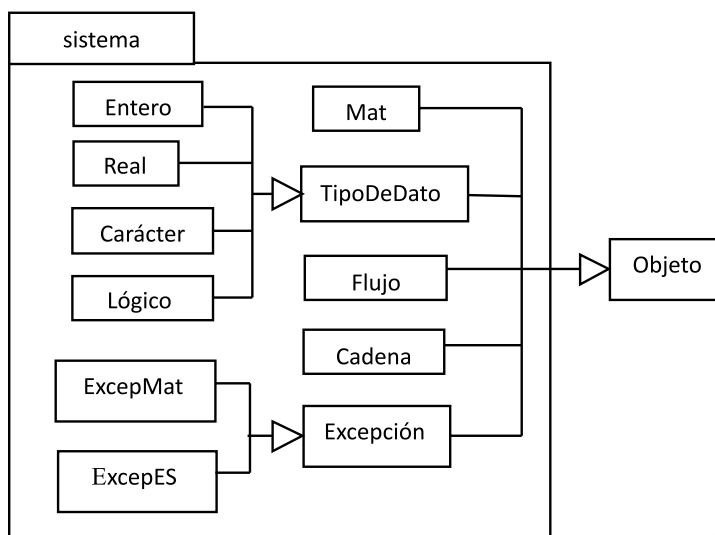 sistema
Entero
Mat
Real
TipoDeDato
Carácter
Objeto
Flujo
Lógico
Cadena
ExcepMat
Excepción
ExcepES